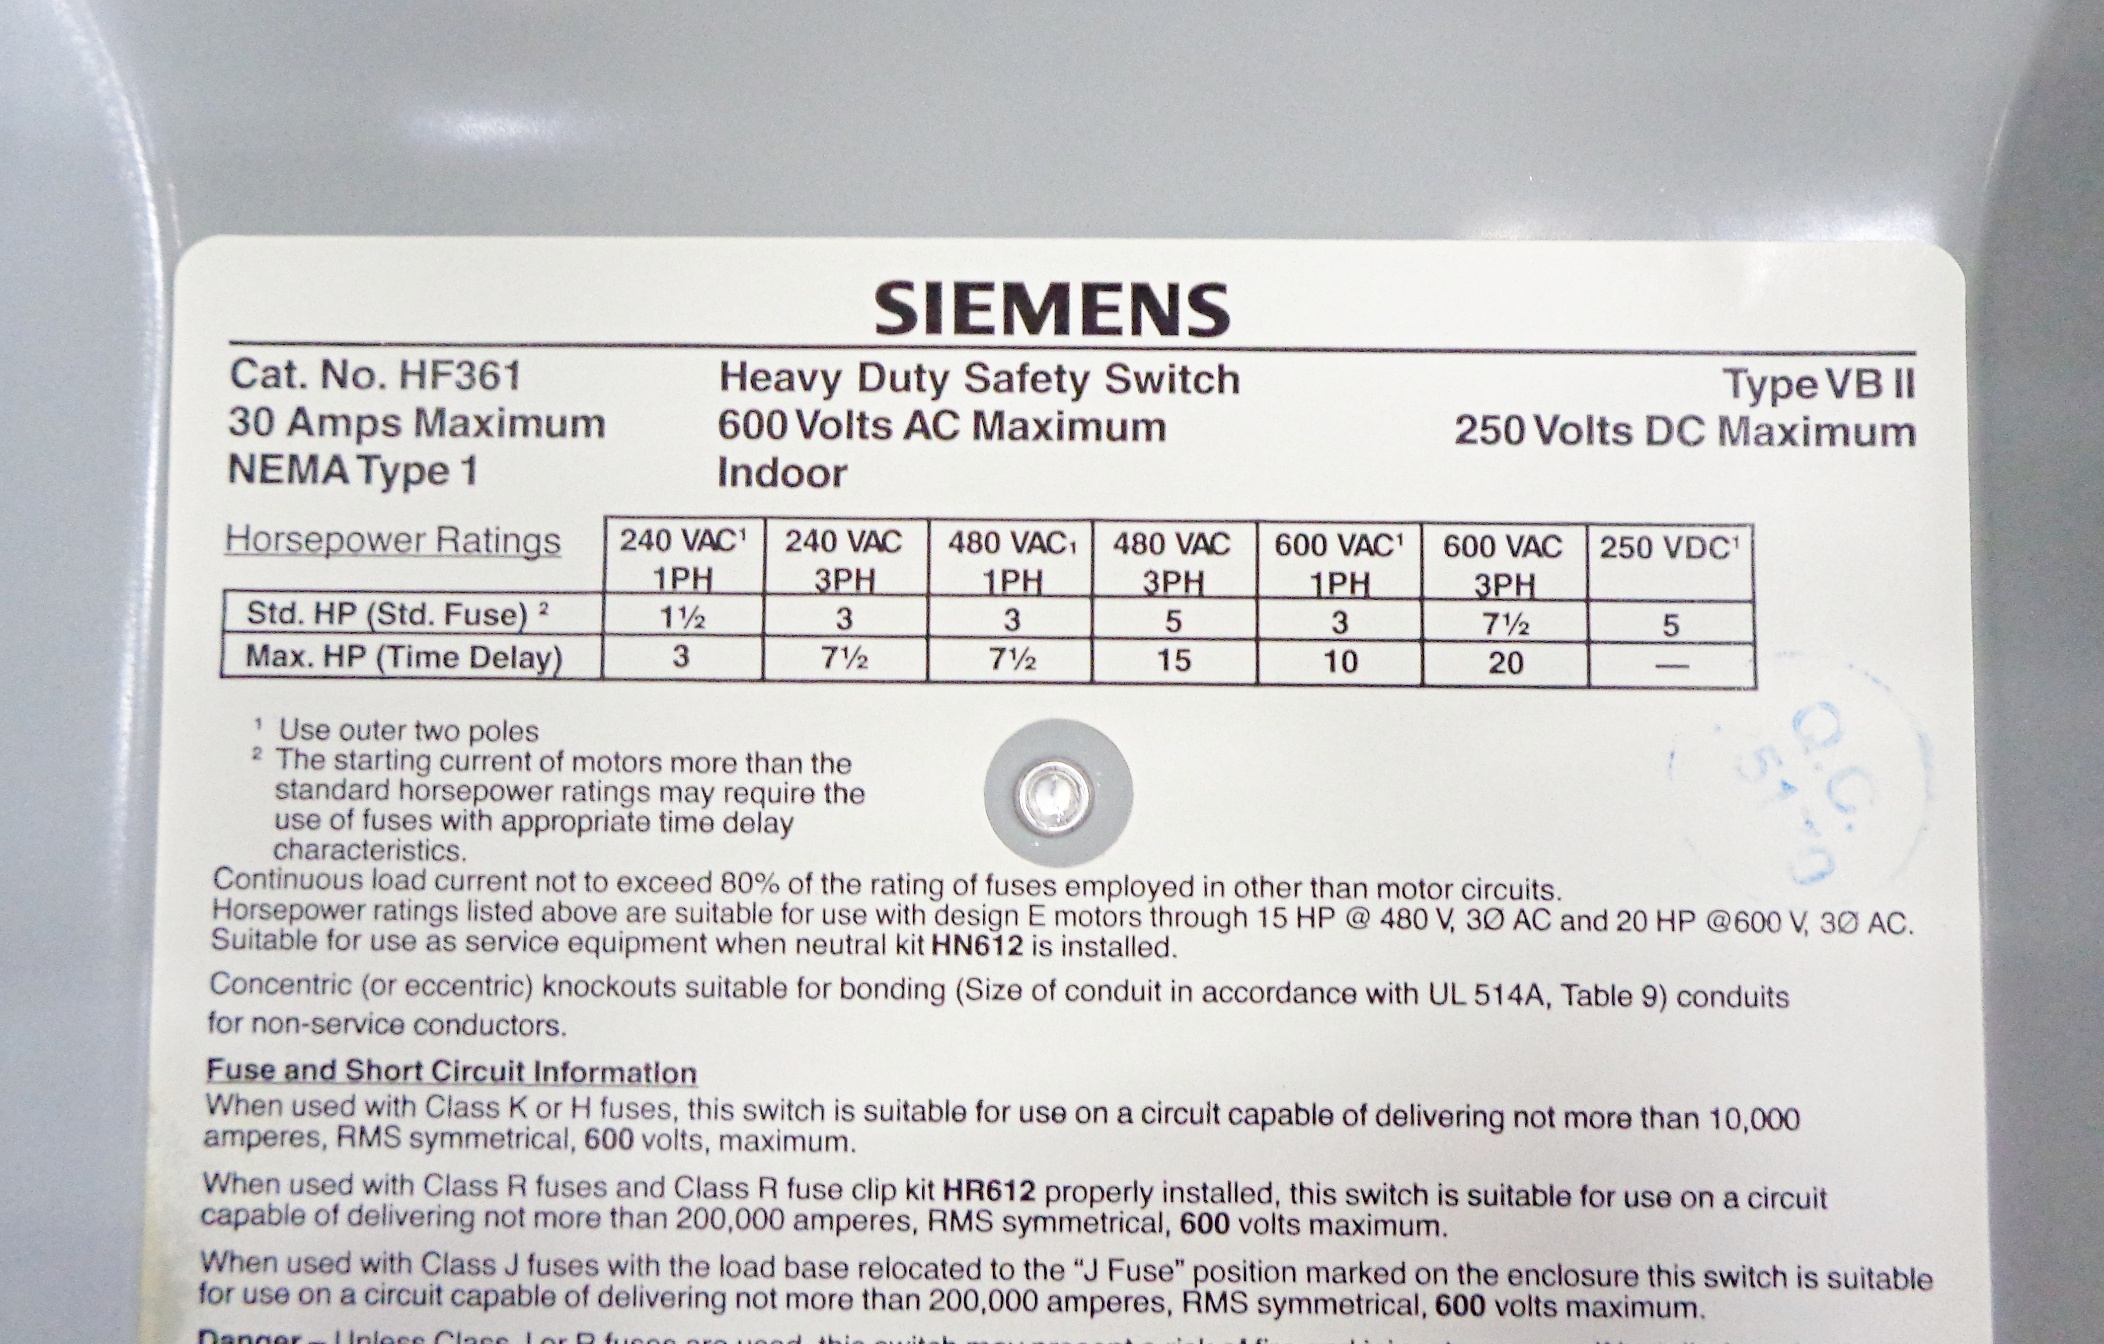 SIEMENS
Cat. No. HF361 Heavy Duty Safety Switch Type VB II
30 Amps Maximum 600 Volts AC Maximum 250 Volts DC Maximum
NEMA Type 1 Indoor
Horsepower Ratings 240 VAC¹ 240 VAC 480 VAC₁ 480 VAC 600 VAC¹ 600 VAC 250 VDC¹
1PH 3PH 1PH 3PH 1PH 3PH
Std. HP (Std. Fuse) ² 1½ 3 3 5 3 7½ 5
Max. HP (Time Delay) 3 7½ 7½ 15 10 20 —
¹ Use outer two poles
² The starting current of motors more than the
standard horsepower ratings may require the
use of fuses with appropriate time delay
characteristics.
Q.C.
Continuous load current not to exceed 80% of the rating of fuses employed in other than motor circuits.
Horsepower ratings listed above are suitable for use with design E motors through 15 HP @ 480 V, 3Ø AC and 20 HP @600 V, 3Ø AC.
Suitable for use as service equipment when neutral kit HN612 is installed.
Concentric (or eccentric) knockouts suitable for bonding (Size of conduit in accordance with UL 514A, Table 9) conduits
for non-service conductors.
Fuse and Short Circuit Information
When used with Class K or H fuses, this switch is suitable for use on a circuit capable of delivering not more than 10,000
amperes, RMS symmetrical, 600 volts, maximum.
When used with Class R fuses and Class R fuse clip kit HR612 properly installed, this switch is suitable for use on a circuit
capable of delivering not more than 200,000 amperes, RMS symmetrical, 600 volts maximum.
When used with Class J fuses with the load base relocated to the “J Fuse” position marked on the enclosure this switch is suitable
for use on a circuit capable of delivering not more than 200,000 amperes, RMS symmetrical, 600 volts maximum.
Danger – Unless Class J or R fuses are used, this switch may present a risk of fire